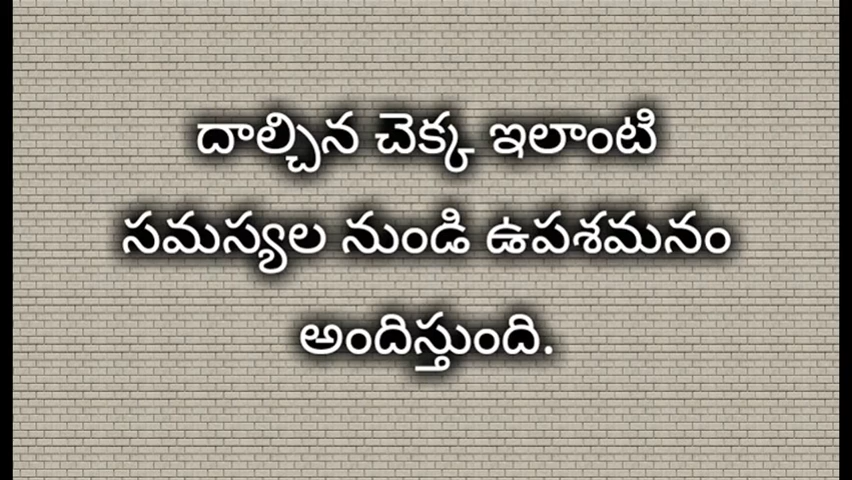 దాల్చిన చెక్క ఇలాంటి
సమస్యల నుండి ఉపశమనం
అందిస్తుంది.